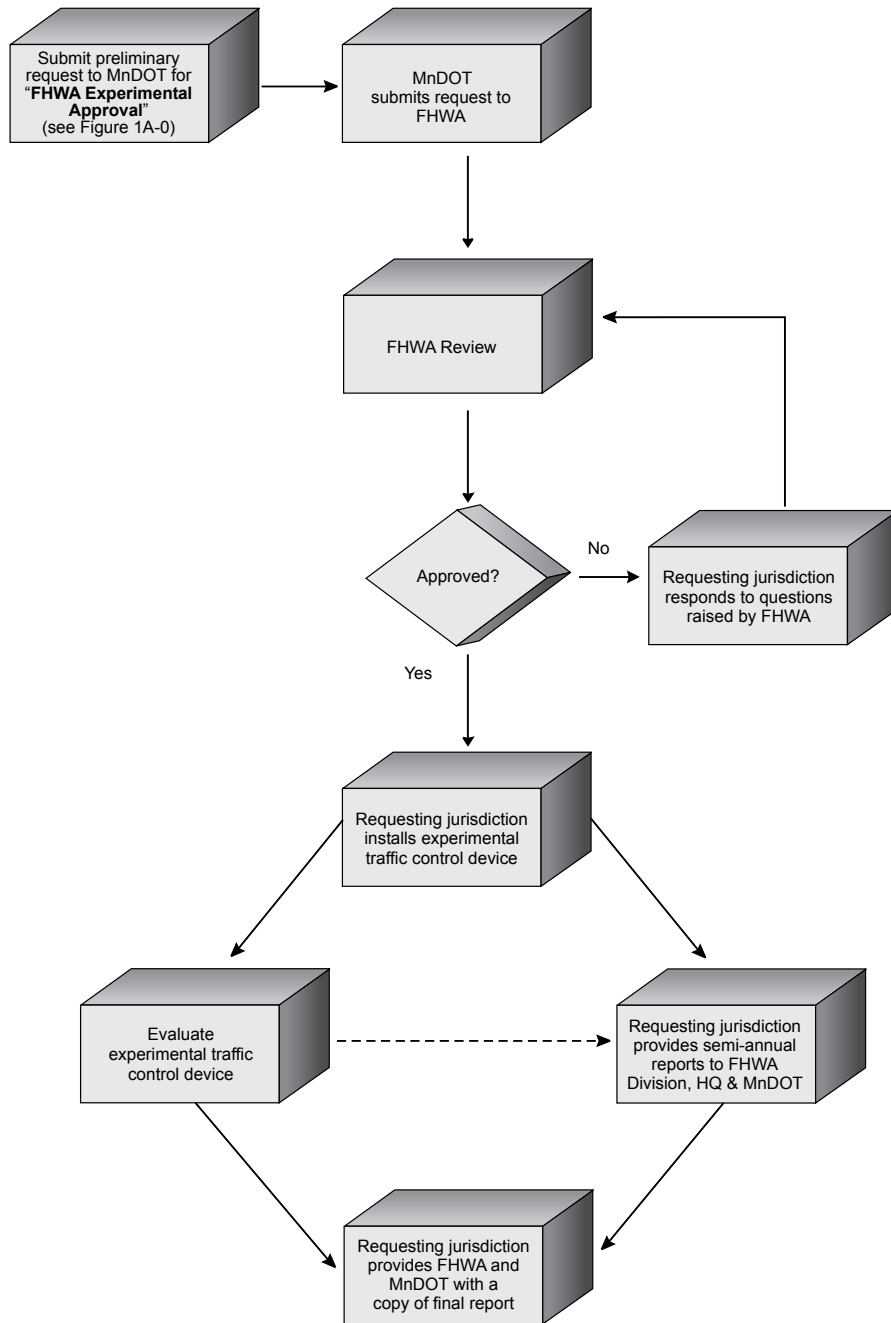 Submit preliminary
request to MnDOT for
“FHWA Experimental
Approval”
(see Figure 1A-0)
MnDOT
submits request to
FHWA
FHWA Review
Approved?
No
Requesting jurisdiction
responds to questions
raised by FHWA
Yes
Requesting jurisdiction
installs experimental
traffic control device
Evaluate
experimental traffic
control device
Requesting jurisdiction
provides semi-annual
reports to FHWA
Division, HQ & MnDOT
Requesting jurisdiction
provides FHWA and
MnDOT with a
copy of final report